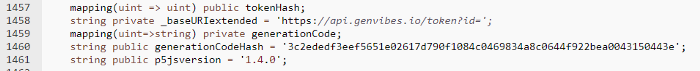 1457 mapping(uint => uint) public tokenHash;
1458 string private _baseURIextended = 'https://api.genvibes.io/token?id=';
1459 mapping(uint=>string) private generationCode;
1460 string public generationCodeHash = '3c2ededf3eef5651e02617d790f1084c0469834a8c0644f922bea0043150443e';
1461 string public p5jsversion = '1.4.0';